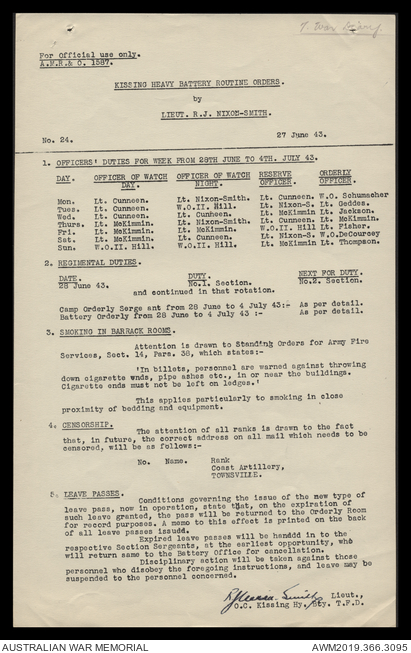 For Official use only.
A.F.R.& O. 1587.
KISSING HEAVY BATTERY ROUTINE ORDERS.
by
LIEUT. R.J. NIXON-SMITH.
No. 24.
27 June 43.
1. OFFICERS' DUTIES FOR WEEK FROM 28TH JUNE TO 4TH. JULY 43.
DAY. OFFICER OF WATCH OFFICER OF WATCH RESERVE ORDERLY
DAY. NIGHT. OFFICER. OFFICER.
Mon. Lt. Cunneen. Lt. Nixon-Smith. Lt. Cunneen. W.O. Schumacher
Tues. Lt. Cunneen. W.O.II. Hill. Lt. Nixon-S. Lt. Geddes.
Wed. Lt. Cunneen. Lt. Cunneen. Lt. McKimmin Lt. Jackson.
Thurs. Lt. McKimmin. Lt. Nixon-Smith. Lt. Cunneen. Lt. McKimmin.
Fri. Lt. McKimmin. Lt. McKimmin. W.O.II. Hill Lt. Fisher.
Sat. Lt. McKimmin. Lt. Cunneen. Lt. Nixon-S W.O.DeCourcey
Sun. W.O.II. Hill. W.O.II. Hill. Lt. McKimmin Lt. Thompson.
2. REGIMENTAL DUTIES.
DATE. DUTY. NEXT FOR DUTY.
28 June 43. No.1. Section. No.2. Section.
and continued in that rotation.
Camp Orderly Serge ant from 28 June to 4 July 43:- As per detail.
Battery Orderly from 28 June to 4 July 43 :- As per detail.
3. SMOKING IN BARRACK ROOMS.
Attention is drawn to Standing Orders for Army Fire
Services, Sect. 14, Para. 38, which states:-
'In billets, personnel are warned against throwing
down cigarette ends, pipe ashes etc., in or near the buildings.
Cigarette ends must not be left on ledges.'
This applies particularly to smoking in close
proximity of bedding and equipment.
4. CENSORSHIP.
The attention of all ranks is drawn to the fact
that, in future, the correct address on all mail which needs to be
censored, will be as follows:-
No. Name. Rank
Coast Artillery,
TOWNSVILLE.
5. LEAVE PASSES.
Conditions governing the issue of the new type of
leave pass, now in operation, state that, on the expiration of
such leave granted, the pass will be returned to the Orderly Room
for record purposes. A memo to this effect is printed on the back
of all leave passes issued.
Expired leave passes will be handed in to the
respective Section Sergeants, at the earliest opportunity, who
will return same to the Battery Office for cancellation.
Disciplinary action will be taken against those
personnel who disobey the foregoing instructions, and leave may be
suspended to the personnel concerned.
Lieut.,
O.C. Kissing Hy. Bty. T.F.D.
AUSTRALIAN WAR MEMORIAL
AWM2019.366.3095